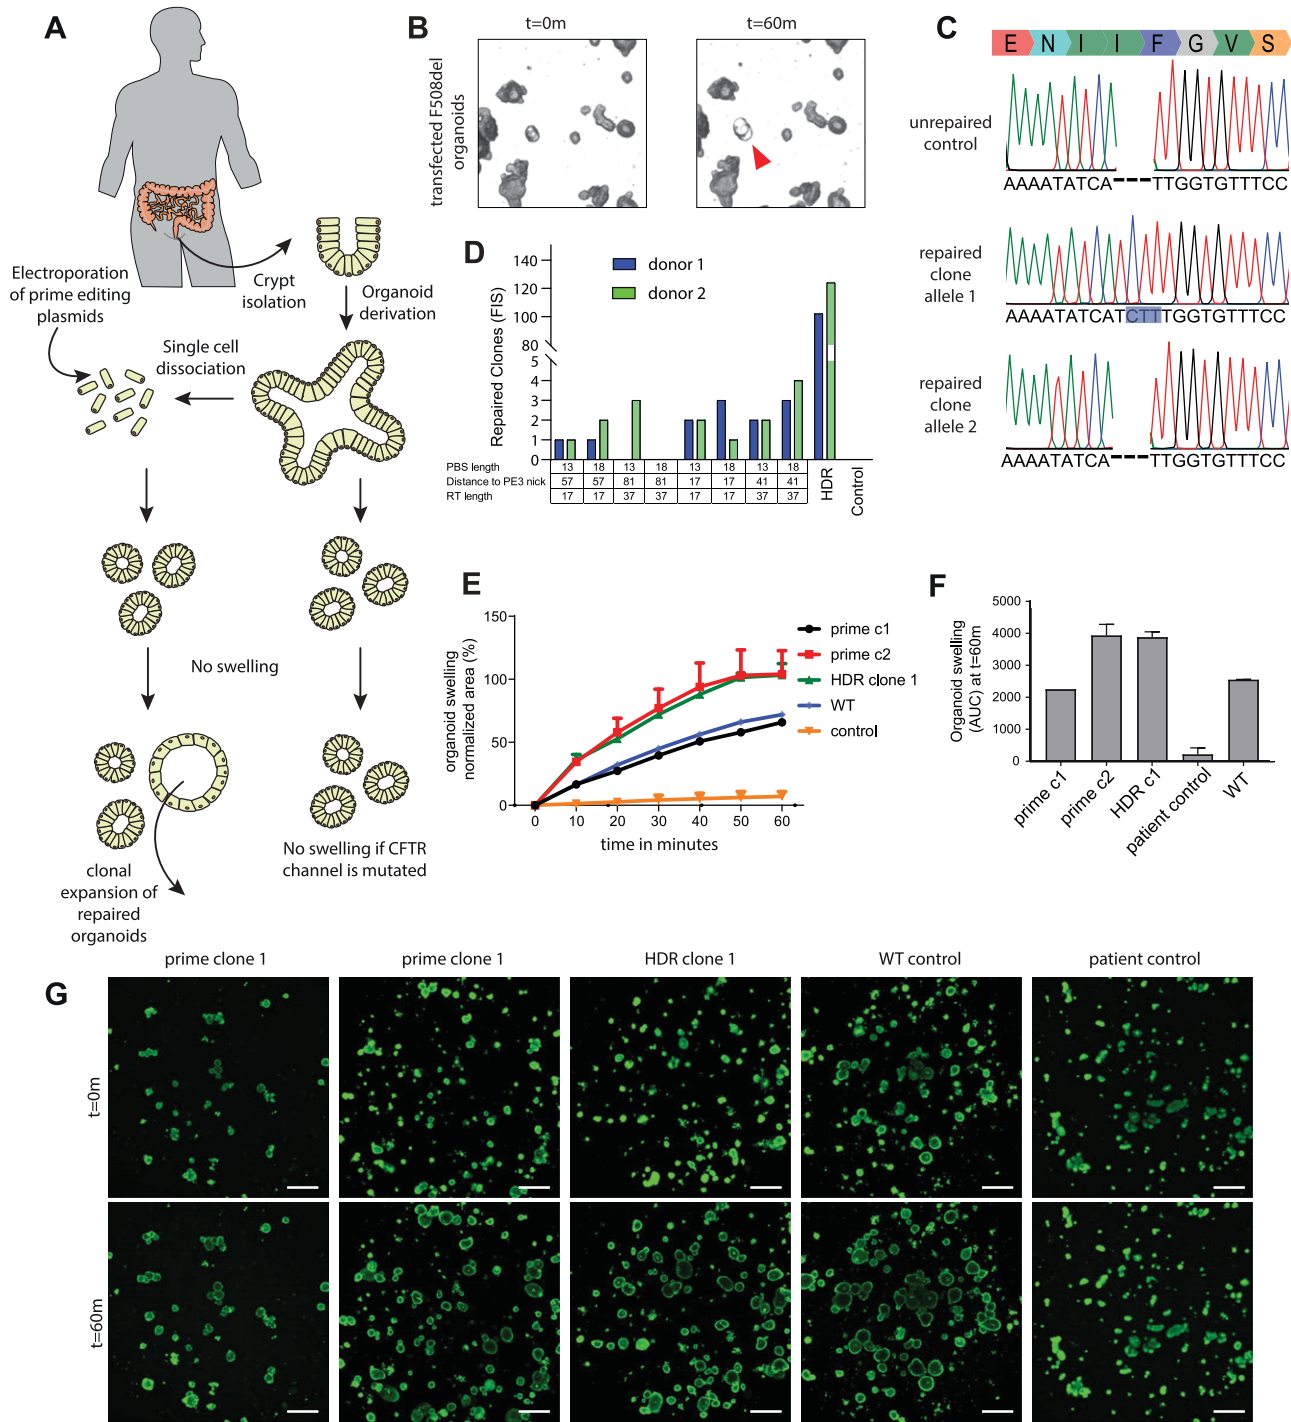 A
Electroporation
of prime editing
plasmids
Crypt
isolation
Organoid
derivation
Single cell
dissociation
No swelling
clonal
expansion of
repaired
organoids
No swelling if CFTR
channel is mutated
B
t=0m
t=60m
transfected F508del
organoids
C
E N I I F G V S
unrepaired
control
AAAATATCA---TTGGTGTTTCC
repaired
clone
allele 1
AAAATATCATCTTTGGTGTTTCC
repaired
clone
allele 2
AAAATATCA---TTGGTGTTTCC
D
donor 1
donor 2
Repaired Clones (FIS)
140
120
100
80
5
4
3
2
1
0
PBS length 13 18 13 18 13 18 13 18
Distance to PE3 nick 57 57 81 81 17 17 41 41
RT length 17 17 37 37 17 17 37 37
HDR
Control
E
organoid swelling
normalized area (%)
150
100
50
0
0 10 20 30 40 50 60
time in minutes
prime c1
prime c2
HDR clone 1
WT
control
F
Organoid swelling
(AUC) at t=60m
5000
4000
3000
2000
1000
0
prime c1
prime c2
HDR c1
patient control
WT
G
prime clone 1
prime clone 1
HDR clone 1
WT control
patient control
t=0m
t=60m